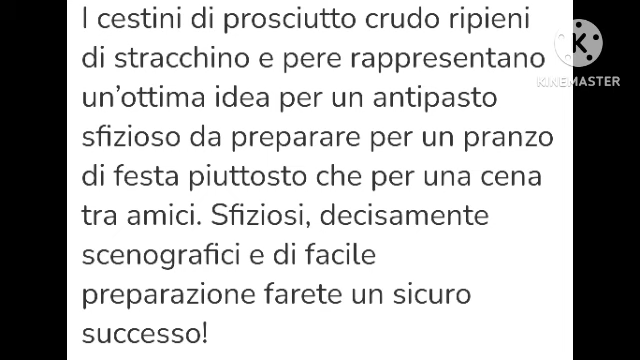 I cestini di prosciutto crudo ripieni
di stracchino e pere rappresentano
un’ottima idea per un antipasto
sfizioso da preparare per un pranzo
di festa piuttosto che per una cena
tra amici. Sfiziosi, decisamente
scenografici e di facile
preparazione farete un sicuro
successo!
K
KINEMASTER